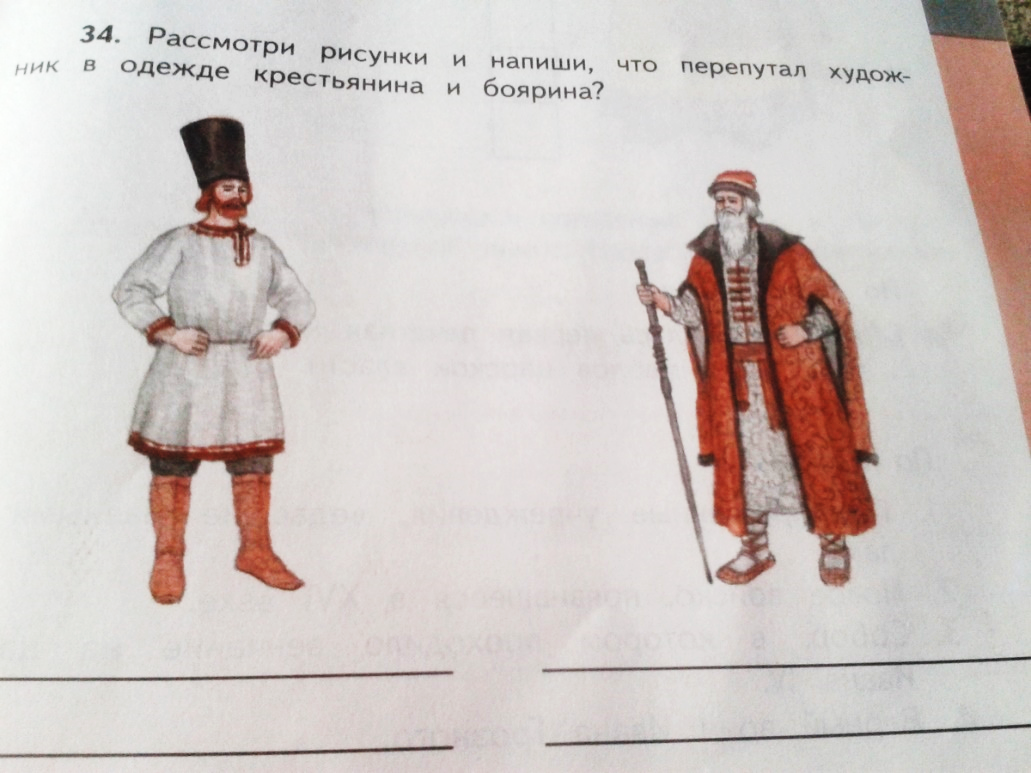 34. Рассмотри рисунки и напиши, что перепутал худож-
ник в одежде крестьянина и боярина?